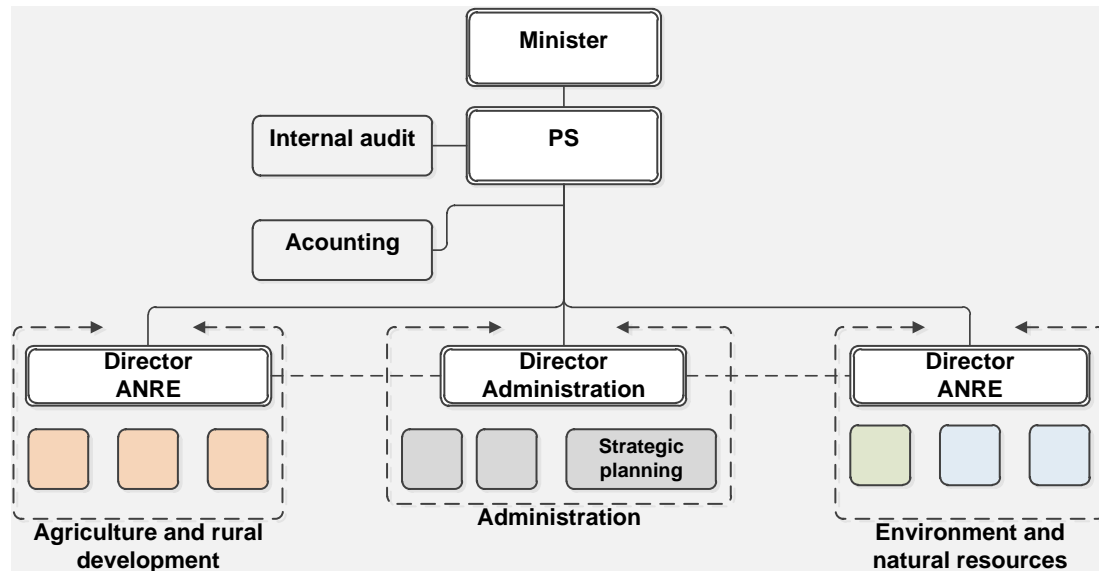 Minister
Internal audit
PS
Acounting
Director
ANRE
Director
Administration
Director
ANRE
Strategic
planning
Agriculture and rural
development
Administration
Environment and
natural resources